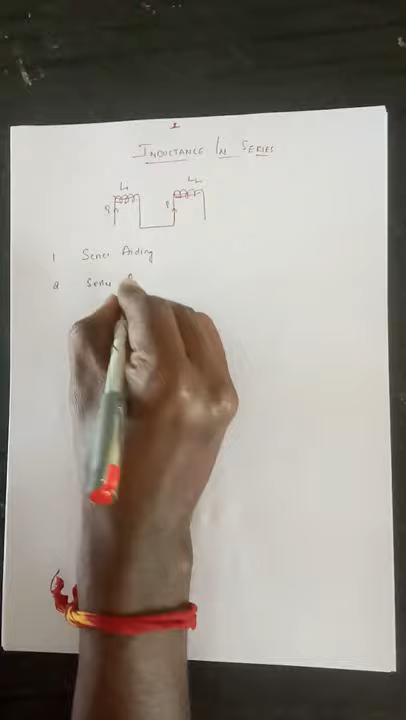 1
INDUCTANCE IN SERIES
L1 L2
1 Series Aiding
2 Series